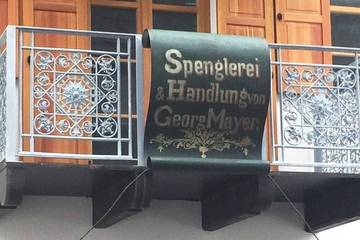 Spenglerei
& Handlung von
Georg Mayer